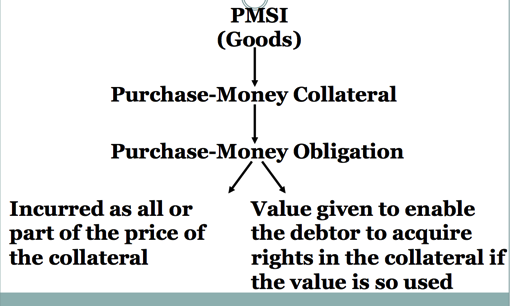 PMSI
(Goods)
Purchase-Money Collateral
Purchase-Money Obligation
Incurred as all or
part of the price of
the collateral
Value given to enable
the debtor to acquire
rights in the collateral if
the value is so used